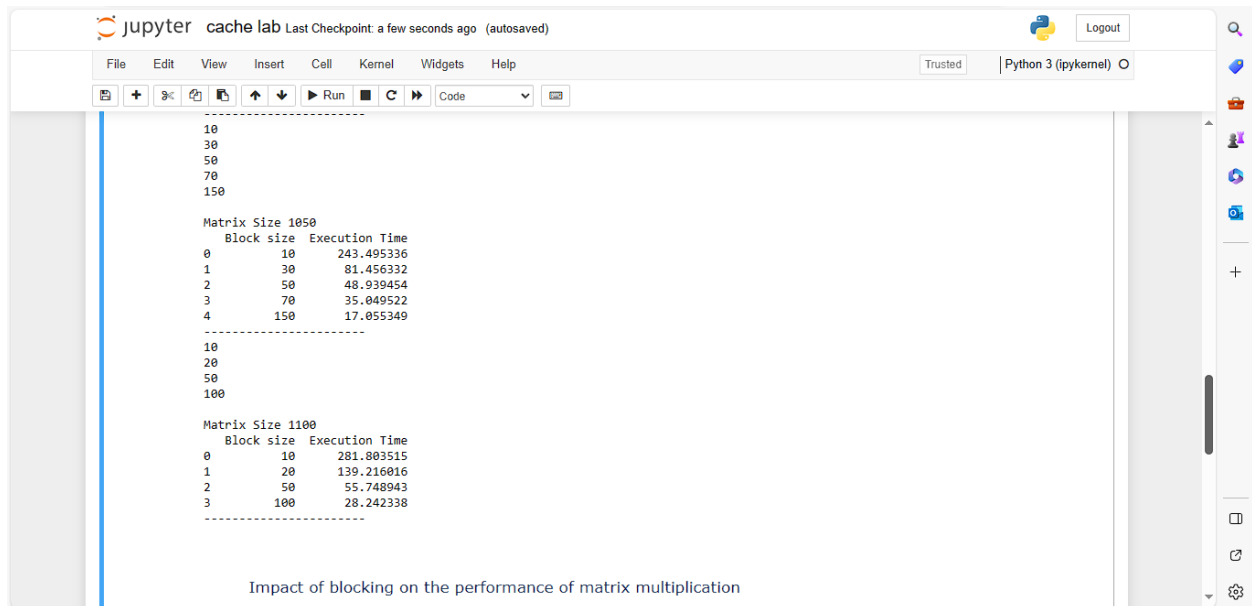 jupyter cache lab Last Checkpoint: a few seconds ago (autosaved)
Logout
File Edit View Insert Cell Kernel Widgets Help
Trusted
Python 3 (ipykernel)
Run
Code
-----------------------
10
30
50
70
150
Matrix Size 1050
Block size Execution Time
0 10 243.495336
1 30 81.456332
2 50 48.939454
3 70 35.049522
4 150 17.055349
-----------------------
10
20
50
100
Matrix Size 1100
Block size Execution Time
0 10 281.803515
1 20 139.216016
2 50 55.748943
3 100 28.242338
-----------------------
Impact of blocking on the performance of matrix multiplication